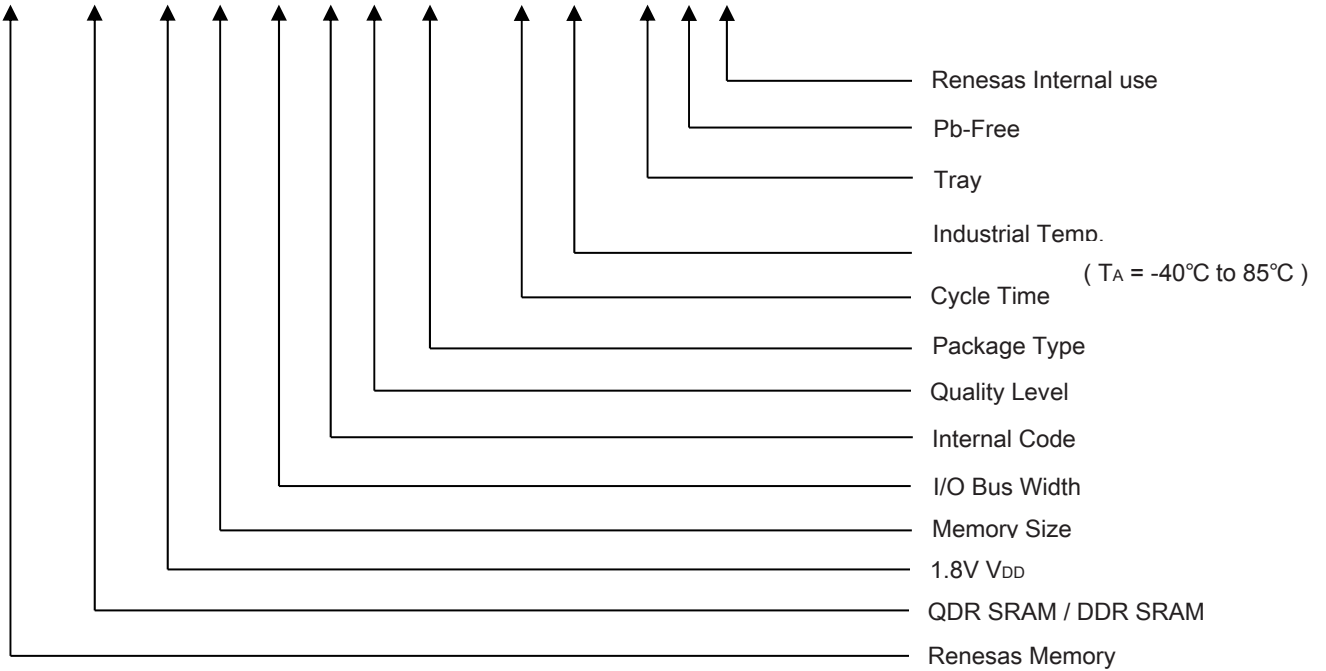 Renesas Internal use
Pb-Free
Tray
Industrial Temp.
( TA = -40℃ to 85℃ )
Cycle Time
Package Type
Quality Level
Internal Code
I/O Bus Width
Memory Size
1.8V VDD
QDR SRAM / DDR SRAM
Renesas Memory